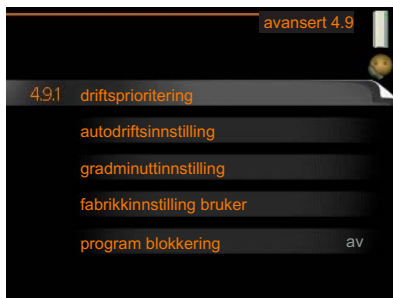 avansert 4.9
4.9.1 driftsprioritering
autodriftsinnstilling
gradminuttinnstilling
fabrikkinnstilling bruker
program blokkering av